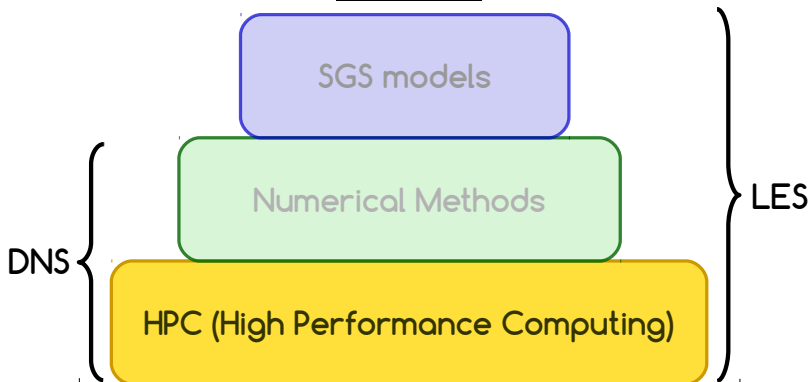 SGS models
Numerical Methods
LES
DNS
HPC (High Performance Computing)